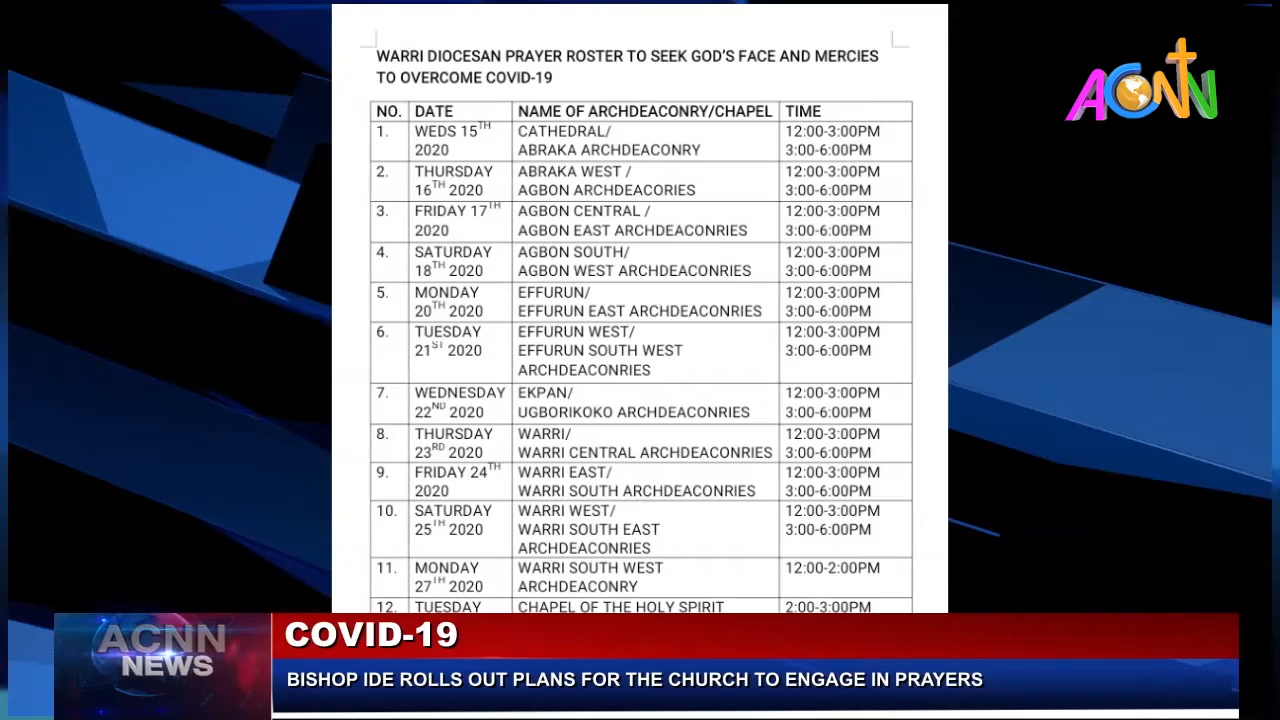 WARRI DIOCESAN PRAYER ROSTER TO SEEK GOD'S FACE AND MERCIES
TO OVERCOME COVID-19
ACNN
NO. DATE NAME OF ARCHDEACONRY/CHAPEL TIME
1. WEDS 15TH CATHEDRAL/ 12:00-3:00PM
2020 ABRAKA ARCHDEACONRY 3:00-6:00PM
2. THURSDAY ABRAKA WEST / 12:00-3:00PM
16TH 2020 AGBON ARCHDEACORIES 3:00-6:00PM
3. FRIDAY 17TH AGBON CENTRAL / 12:00-3:00PM
2020 AGBON EAST ARCHDEACONRIES 3:00-6:00PM
4. SATURDAY AGBON SOUTH/ 12:00-3:00PM
18TH 2020 AGBON WEST ARCHDEACONRIES 3:00-6:00PM
5. MONDAY EFFURUN/ 12:00-3:00PM
20TH 2020 EFFURUN EAST ARCHDEACONRIES 3:00-6:00PM
6. TUESDAY EFFURUN WEST/ 12:00-3:00PM
21ST 2020 EFFURUN SOUTH WEST 3:00-6:00PM
ARCHDEACONRIES
7. WEDNESDAY EKPAN/ 12:00-3:00PM
22ND 2020 UGBORIKOKO ARCHDEACONRIES 3:00-6:00PM
8. THURSDAY WARRI/ 12:00-3:00PM
23RD 2020 WARRI CENTRAL ARCHDEACONRIES 3:00-6:00PM
9. FRIDAY 24TH WARRI EAST/ 12:00-3:00PM
2020 WARRI SOUTH ARCHDEACONRIES 3:00-6:00PM
10. SATURDAY WARRI WEST/ 12:00-3:00PM
25TH 2020 WARRI SOUTH EAST 3:00-6:00PM
ARCHDEACONRIES
11. MONDAY WARRI SOUTH WEST 12:00-2:00PM
27TH 2020 ARCHDEACONRY
12. TUESDAY CHAPEL OF THE HOLY SPIRIT 2:00-3:00PM
ACNN
NEWS
COVID-19
BISHOP IDE ROLLS OUT PLANS FOR THE CHURCH TO ENGAGE IN PRAYERS